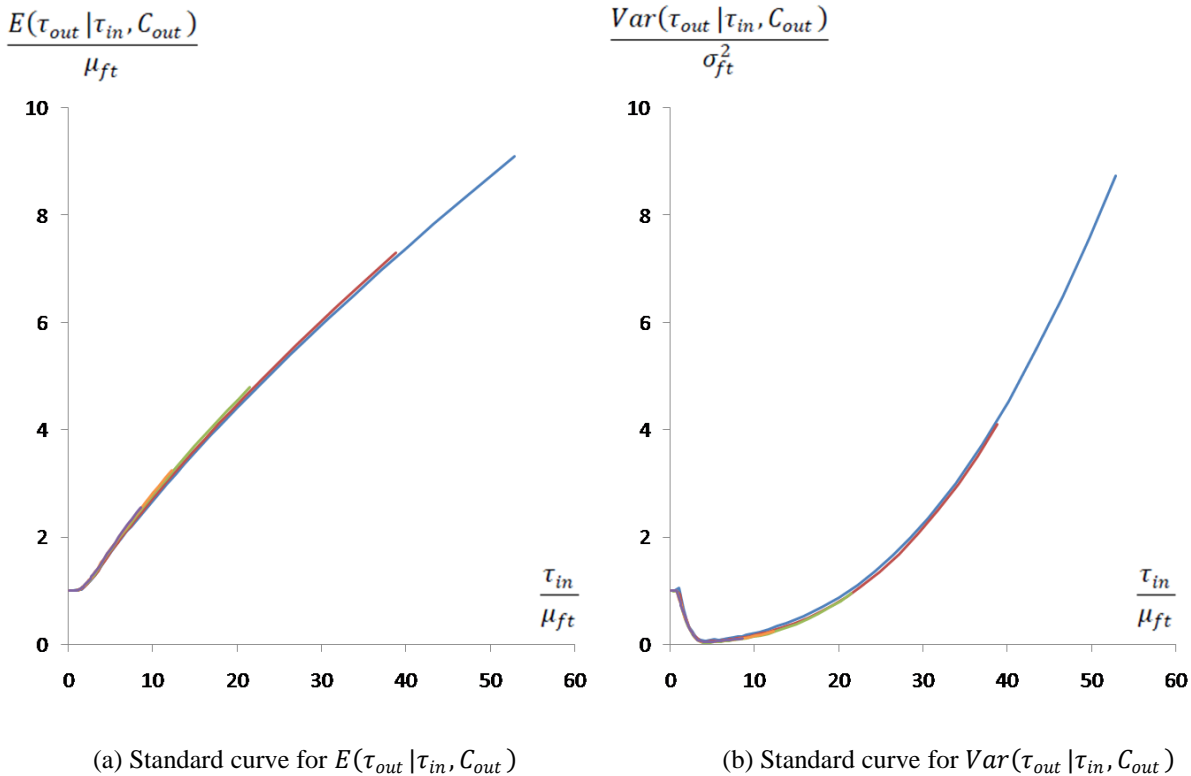 E(τ_out |τ_in, C_out)
μ_ft
Var(τ_out |τ_in, C_out)
σ²_ft
10
8
6
4
2
0
0 10 20 30 40 50 60
τ_in
μ_ft
10
8
6
4
2
0
0 10 20 30 40 50 60
τ_in
μ_ft
(a) Standard curve for E(τ_out |τ_in, C_out)
(b) Standard curve for Var(τ_out |τ_in, C_out)